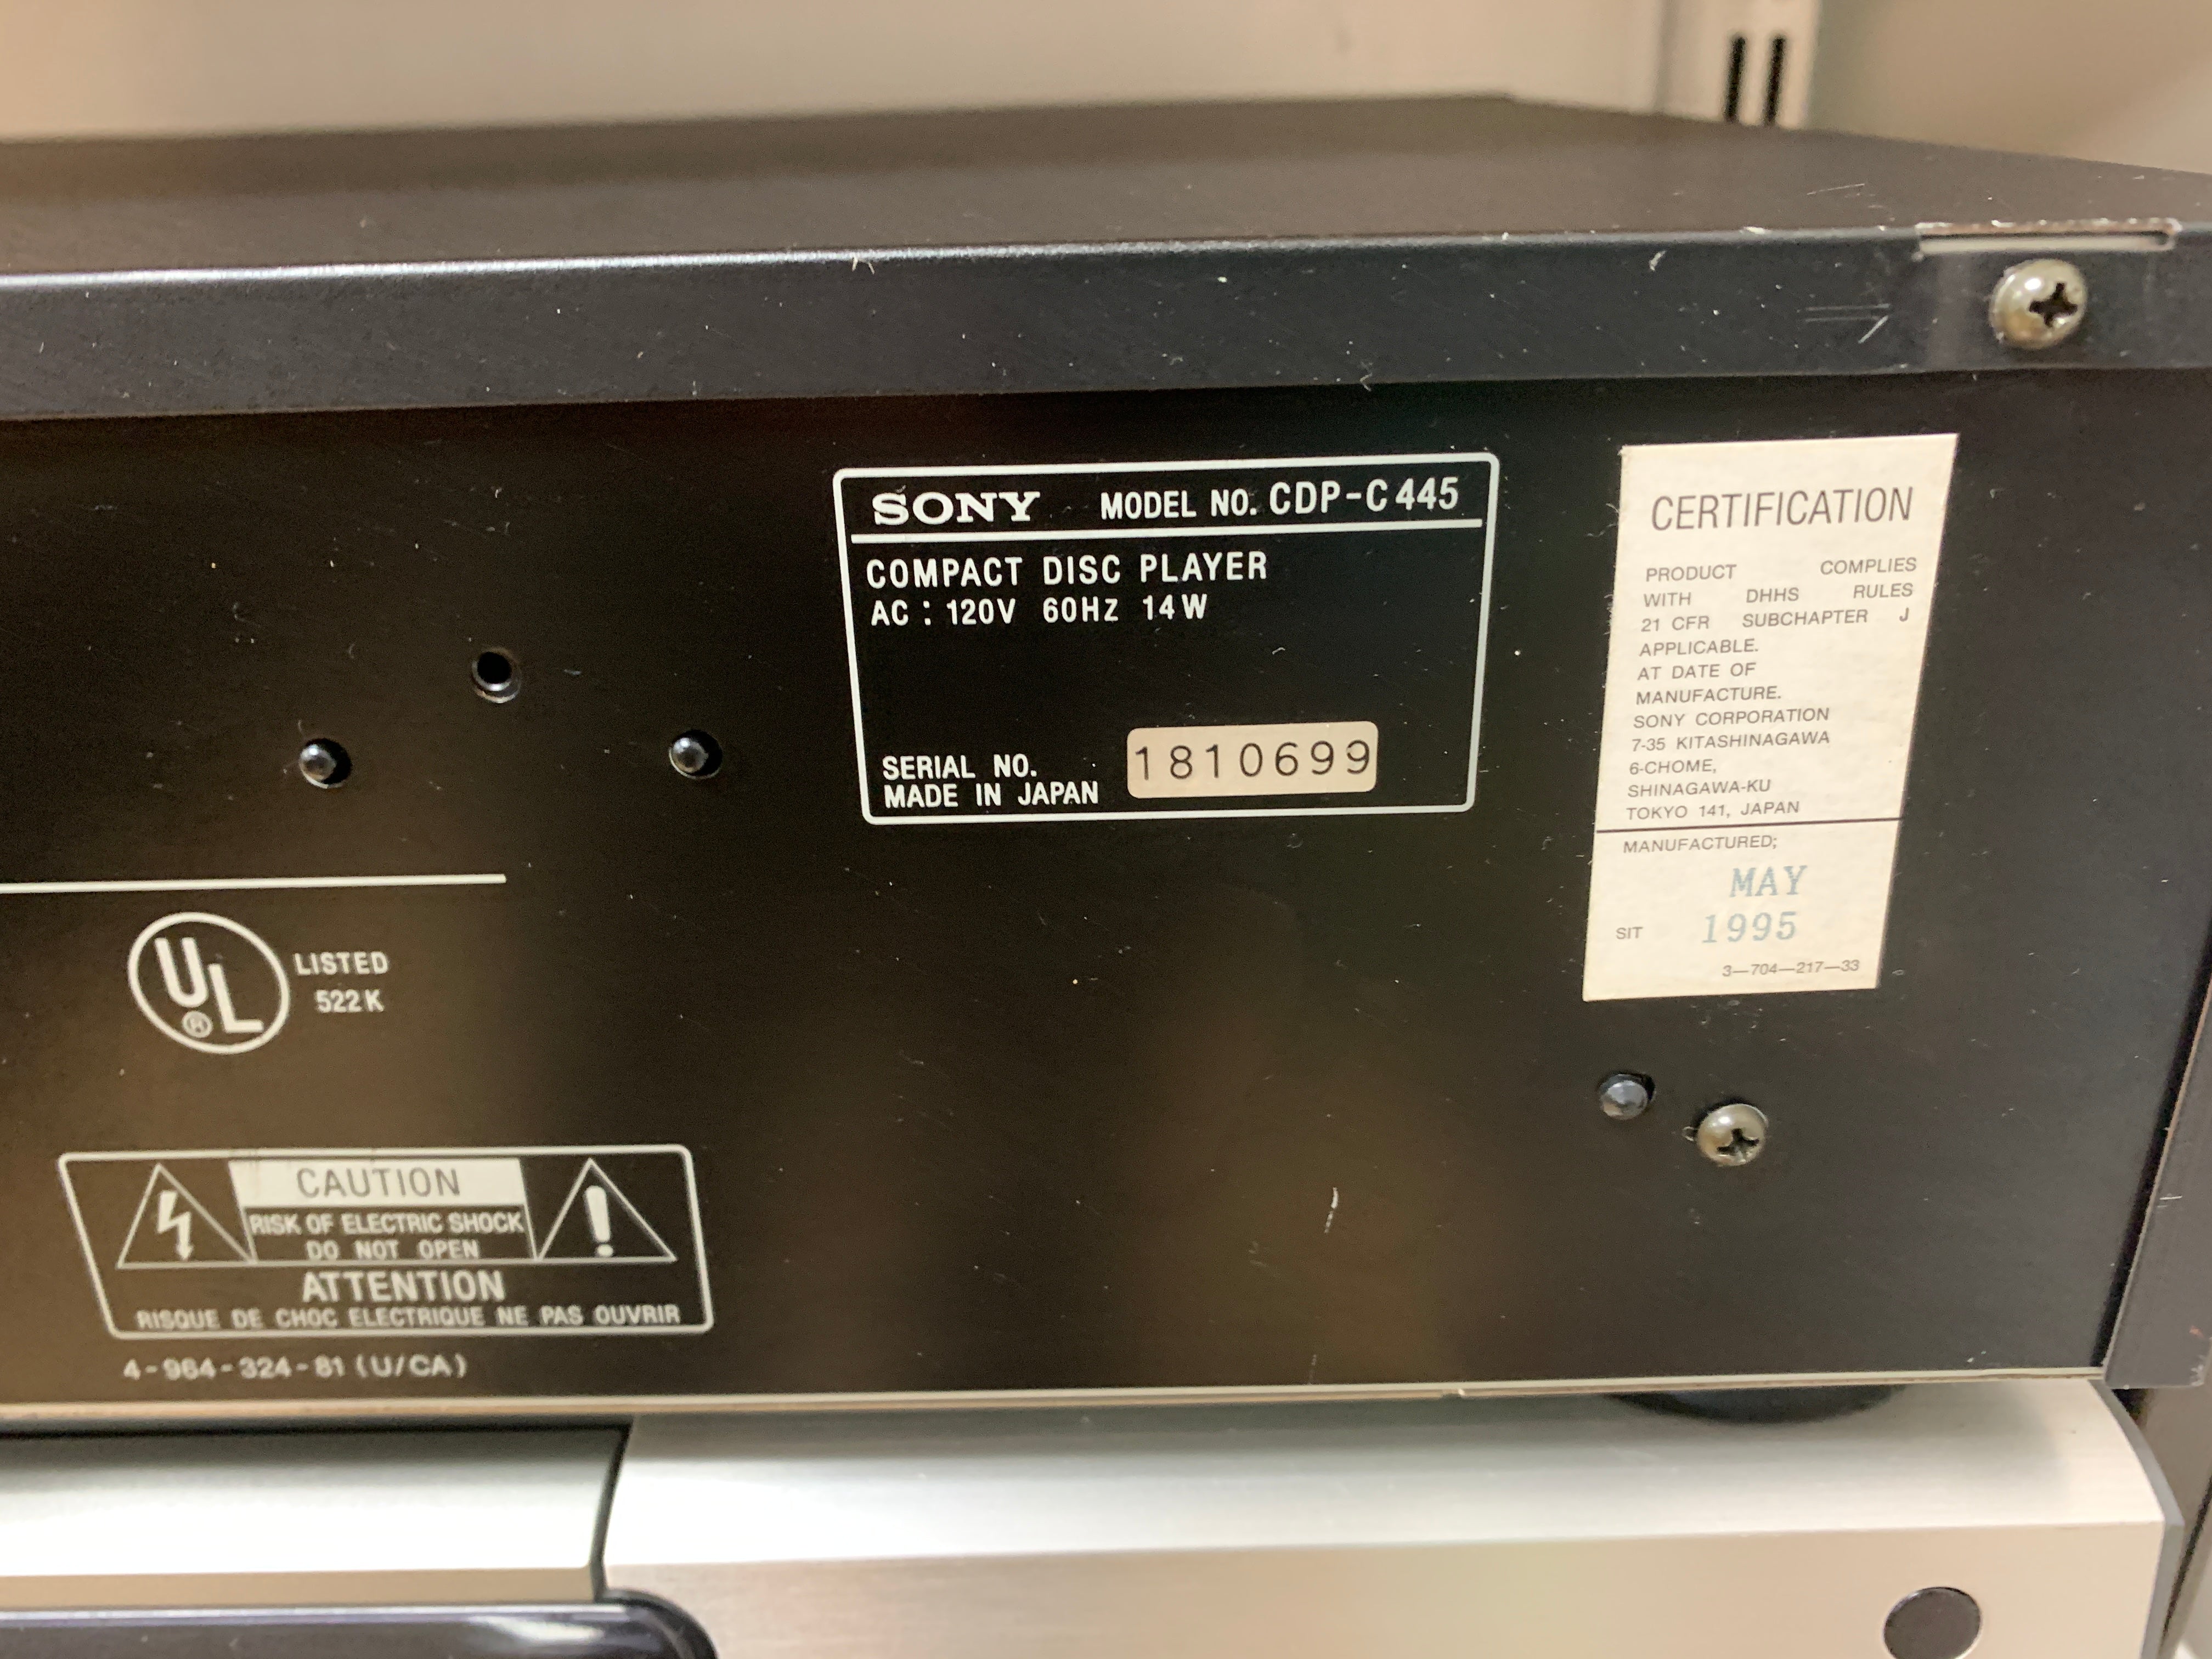 SONY MODEL NO. CDP-C445
COMPACT DISC PLAYER
AC : 120V 60HZ 14W
SERIAL NO. 1810699
MADE IN JAPAN
CERTIFICATION
PRODUCT COMPLIES
WITH DHHS RULES
21 CFR SUBCHAPTER J
APPLICABLE.
AT DATE OF
MANUFACTURE.
SONY CORPORATION
7-35 KITASHINAGAWA
6-CHOME,
SHINAGAWA-KU
TOKYO 141, JAPAN
MANUFACTURED;
MAY
SIT 1995
3—704—217—33
UL ® LISTED
522K
CAUTION
RISK OF ELECTRIC SHOCK
DO NOT OPEN
ATTENTION
RISQUE DE CHOC ELECTRIQUE NE PAS OUVRIR
4-964-324-81 (U/CA)